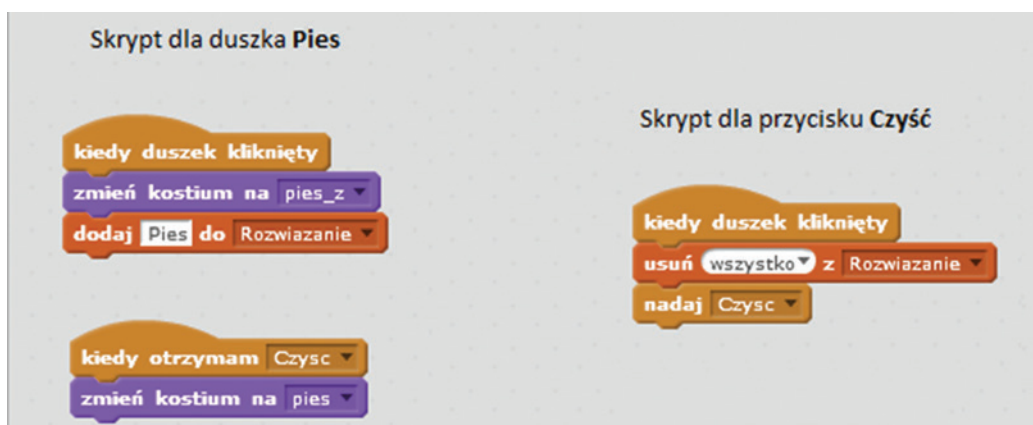 Skrypt dla duszka Pies
kiedy duszek kliknięty
zmień kostium na pies_z
dodaj Pies do Rozwiazanie
kiedy otrzymam Czysc
zmień kostium na pies
Skrypt dla przycisku Czyść
kiedy duszek kliknięty
usuń wszystko z Rozwiazanie
nadaj Czysc